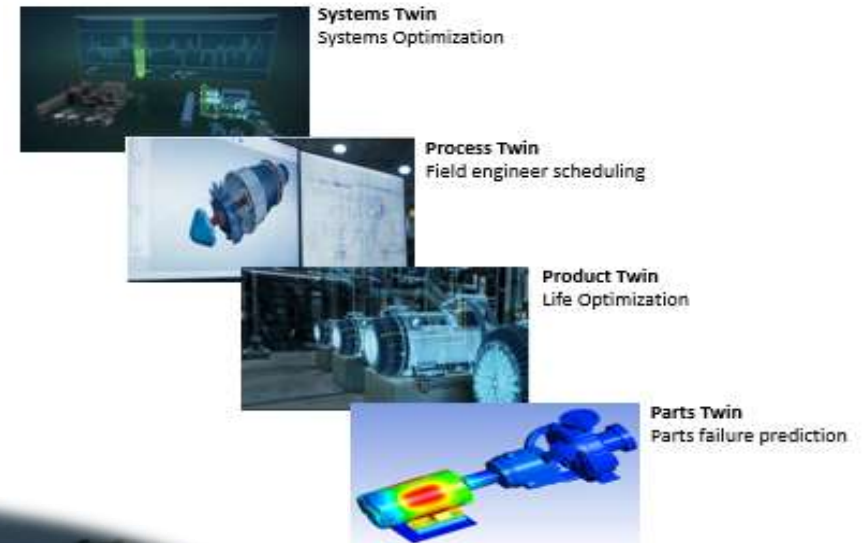 Systems Twin
Systems Optimization
Process Twin
Field engineer scheduling
Product Twin
Life Optimization
Parts Twin
Parts failure prediction